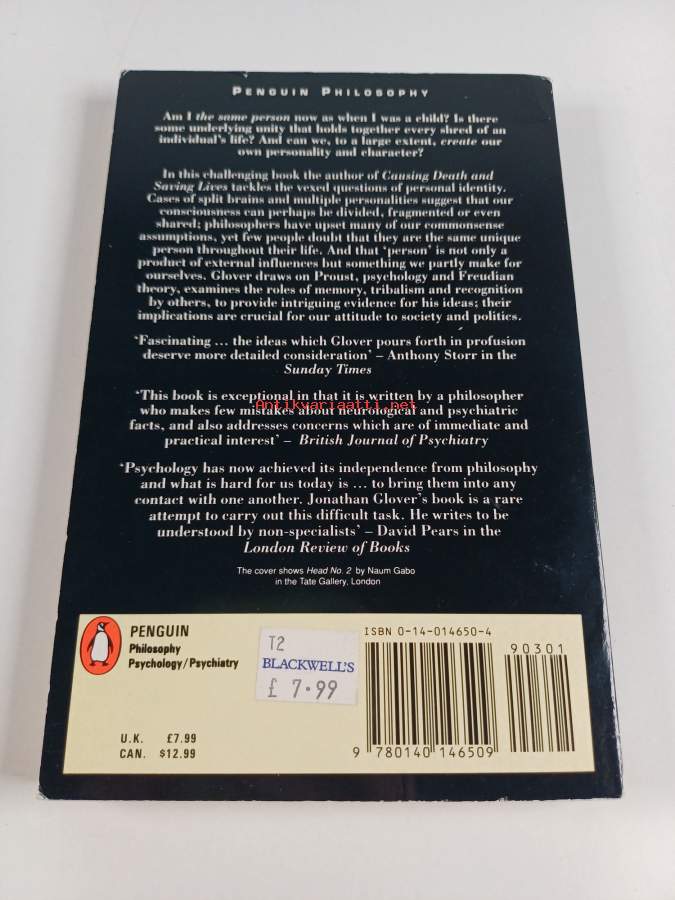 PENGUIN PHILOSOPHY
Am I the same person now as when I was a child? Is there
some underlying unity that holds together every shred of an
individual's life? And can we, to a large extent, create our
own personality and character?
In this challenging book the author of Causing Death and
Saving Lives tackles the vexed questions of personal identity.
Cases of split brains and multiple personalities suggest that our
consciousness can perhaps be divided, fragmented or even
shared; philosophers have upset many of our commonsense
assumptions, yet few people doubt that they are the same unique
person throughout their life. And that 'person' is not only a
product of external influences but something we partly make for
ourselves. Glover draws on Proust, psychology and Freudian
theory, examines the roles of memory, tribalism and recognition
by others, to provide intriguing evidence for his ideas; their
implications are crucial for our attitude to society and politics.
'Fascinating ... the ideas which Glover pours forth in profusion
deserve more detailed consideration' – Anthony Storr in the
Sunday Times
'This book is exceptional in that it is written by a philosopher
who makes few mistakes about neurological and psychiatric
Antikvariaatti.net
facts, and also addresses concerns which are of immediate and
practical interest' – British Journal of Psychiatry
'Psychology has now achieved its independence from philosophy
and what is hard for us today is ... to bring them into any
contact with one another. Jonathan Glover's book is a rare
attempt to carry out this difficult task. He writes to be
understood by non-specialists' – David Pears in the
London Review of Books
The cover shows Head No. 2 by Naum Gabo
in the Tate Gallery, London
PENGUIN
Philosophy
Psychology/Psychiatry
U.K. £7.99
CAN. $12.99
T2
BLACKWELL'S
£ 7.99
ISBN 0-14-014650-4
90301
9 780140 146509